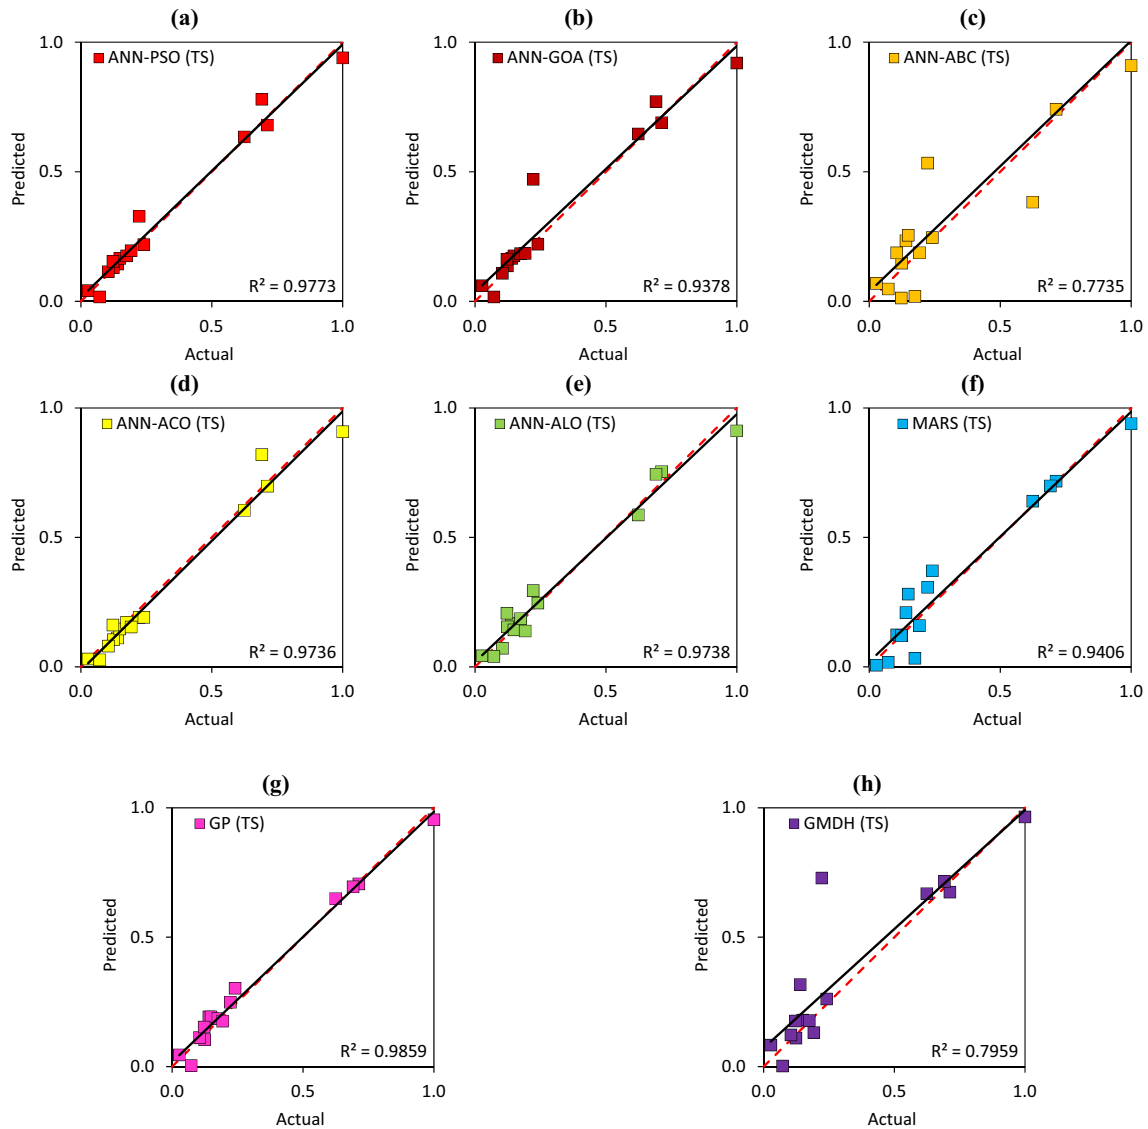 (a)
1.0
ANN-PSO (TS)
Predicted
0.5
0.0
R² = 0.9773
0.0
0.5
1.0
Actual
(b)
1.0
ANN-GOA (TS)
Predicted
0.5
0.0
R² = 0.9378
0.0
0.5
1.0
Actual
(c)
1.0
ANN-ABC (TS)
Predicted
0.5
0.0
R² = 0.7735
0.0
0.5
1.0
Actual
(d)
1.0
ANN-ACO (TS)
Predicted
0.5
0.0
R² = 0.9736
0.0
0.5
1.0
Actual
(e)
1.0
ANN-ALO (TS)
Predicted
0.5
0.0
R² = 0.9738
0.0
0.5
1.0
Actual
(f)
1.0
MARS (TS)
Predicted
0.5
0.0
R² = 0.9406
0.0
0.5
1.0
Actual
(g)
1.0
GP (TS)
Predicted
0.5
0.0
R² = 0.9859
0.0
0.5
1.0
Actual
(h)
1.0
GMDH (TS)
Predicted
0.5
0.0
R² = 0.7959
0.0
0.5
1.0
Actual